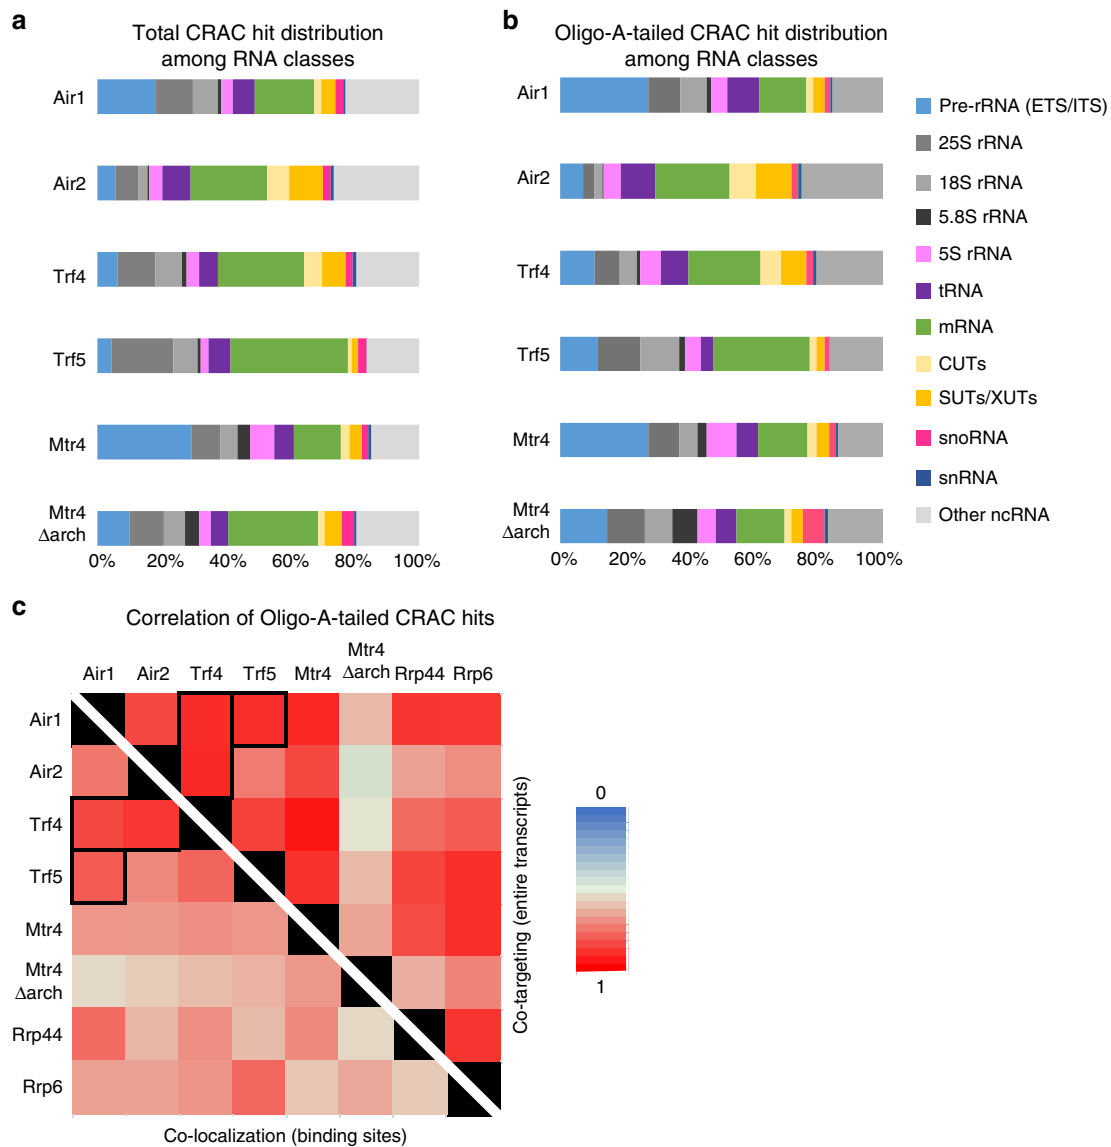 a
Total CRAC hit distribution
among RNA classes
Air1
Air2
Trf4
Trf5
Mtr4
Mtr4
Δarch
0%
20%
40%
60%
80%
100%
b
Oligo-A-tailed CRAC hit distribution
among RNA classes
Air1
Air2
Trf4
Trf5
Mtr4
Mtr4
Δarch
0%
20%
40%
60%
80%
100%
Pre-rRNA (ETS/ITS)
25S rRNA
18S rRNA
5.8S rRNA
5S rRNA
tRNA
mRNA
CUTs
SUTs/XUTs
snoRNA
snRNA
Other ncRNA
c
Correlation of Oligo-A-tailed CRAC hits
Air1
Air2
Trf4
Trf5
Mtr4
Mtr4
Δarch
Rrp44
Rrp6
Air1
Air2
Trf4
Trf5
Mtr4
Mtr4
Δarch
Rrp44
Rrp6
Co-localization (binding sites)
Co-targeting (entire transcripts)
0
1